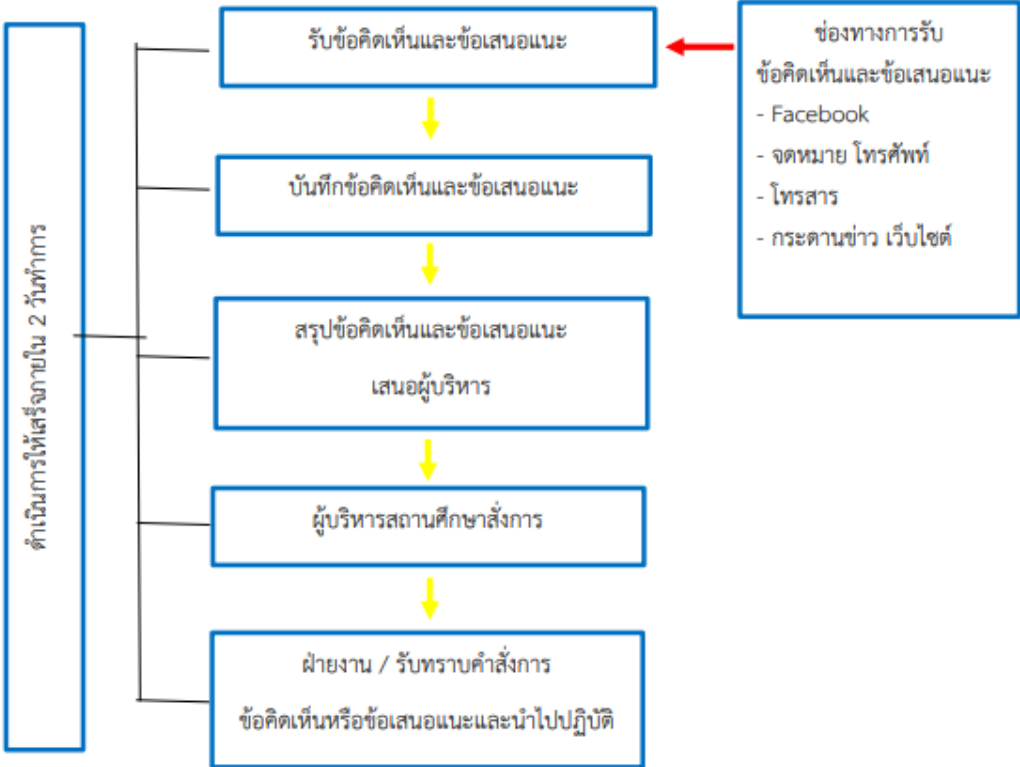 รับข้อคิดเห็นและข้อเสนอแนะ
ช่องทางการรับ
ข้อคิดเห็นและข้อเสนอแนะ
- Facebook
- จดหมาย โทรศัพท์
- โทรสาร
- กระดานข่าว เว็บไซต์
บันทึกข้อคิดเห็นและข้อเสนอแนะ
สรุปข้อคิดเห็นและข้อเสนอแนะ
เสนอผู้บริหาร
ผู้บริหารสถานศึกษาสั่งการ
ฝ่ายงาน / รับทราบคำสั่งการ
ข้อคิดเห็นหรือข้อเสนอแนะและนำไปปฏิบัติ
ดำเนินการให้เสร็จภายใน 2 วันทำการ